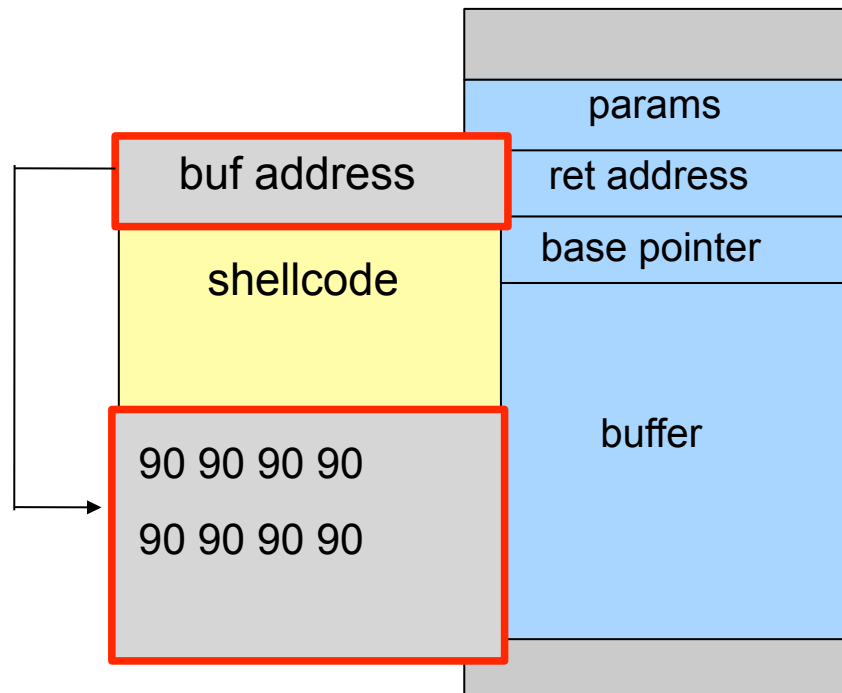 params
buf address
ret address
base pointer
shellcode
buffer
90 90 90 90
90 90 90 90